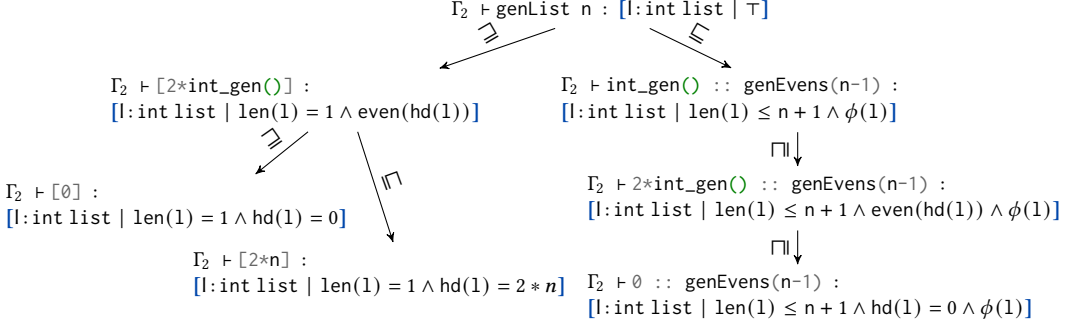 Γ₂ ⊢ genList n : [l:int list | ⊤]
⊑
⊑
Γ₂ ⊢ [2*int_gen()] :
[l:int list | len(l) = 1 ∧ even(hd(l))]
Γ₂ ⊢ int_gen() :: genEvens(n-1) :
[l:int list | len(l) ≤ n + 1 ∧ ϕ(l)]
⊑
⊑
⊑
Γ₂ ⊢ [0] :
[l:int list | len(l) = 1 ∧ hd(l) = 0]
Γ₂ ⊢ 2*int_gen() :: genEvens(n-1) :
[l:int list | len(l) ≤ n + 1 ∧ even(hd(l)) ∧ ϕ(l)]
⊑
Γ₂ ⊢ [2*n] :
[l:int list | len(l) = 1 ∧ hd(l) = 2 * n]
Γ₂ ⊢ 0 :: genEvens(n-1) :
[l:int list | len(l) ≤ n + 1 ∧ hd(l) = 0 ∧ ϕ(l)]